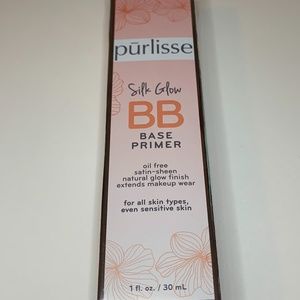 pūrlisse
Silk Glow
BB
BASE
PRIMER
oil free
satin-sheen
natural glow finish
extends makeup wear
for all skin types,
even sensitive skin
1 fl. oz. / 30 mL